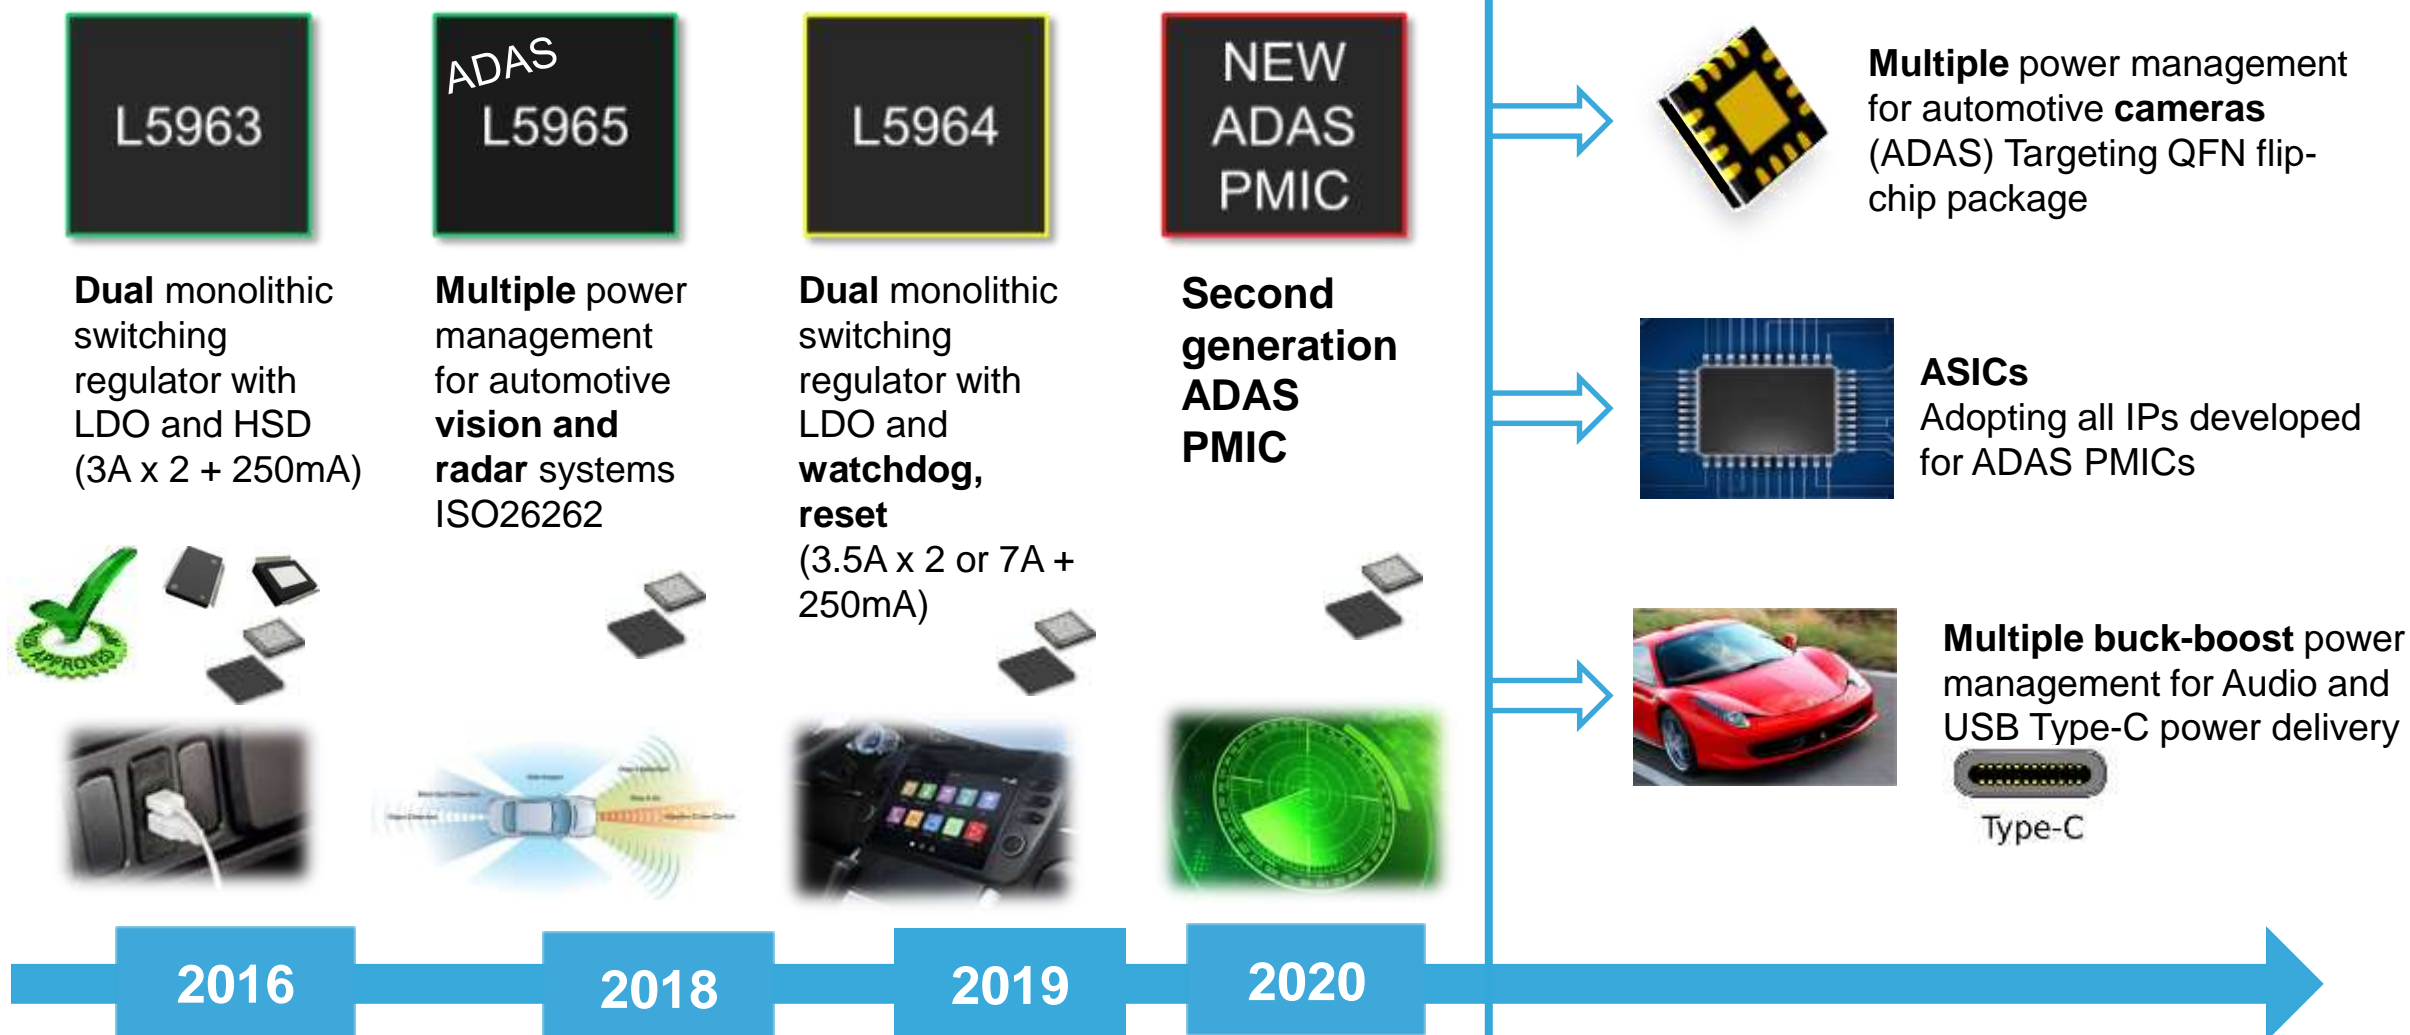 L5963
Dual monolithic
switching
regulator with
LDO and HSD
(3A x 2 + 250mA)
APPROVED
ADAS
L5965
Multiple power
management
for automotive
vision and
radar systems
ISO26262
L5964
Dual monolithic
switching
regulator with
LDO and
watchdog,
reset
(3.5A x 2 or 7A +
250mA)
NEW
ADAS
PMIC
Second
generation
ADAS
PMIC
Multiple power management
for automotive cameras
(ADAS) Targeting QFN flip-
chip package
ASICs
Adopting all IPs developed
for ADAS PMICs
Multiple buck-boost power
management for Audio and
USB Type-C power delivery
Type-C
2016
2018
2019
2020